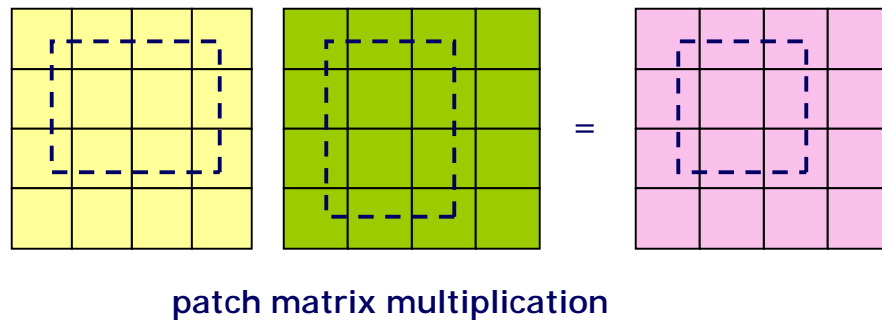 =
patch matrix multiplication